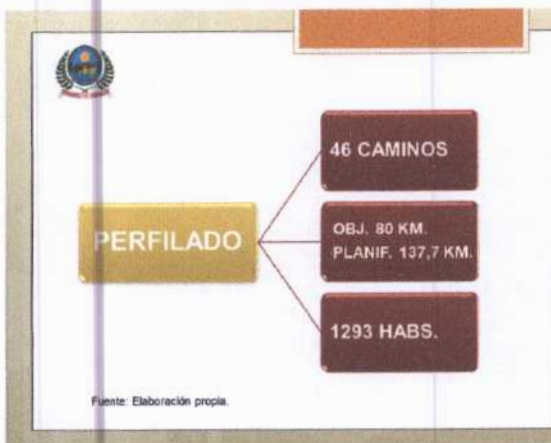 46 CAMINOS
PERFILADO
OBJ. 80 KM.
PLANIF. 137,7 KM.
1293 HABS.
Fuente: Elaboración propia.